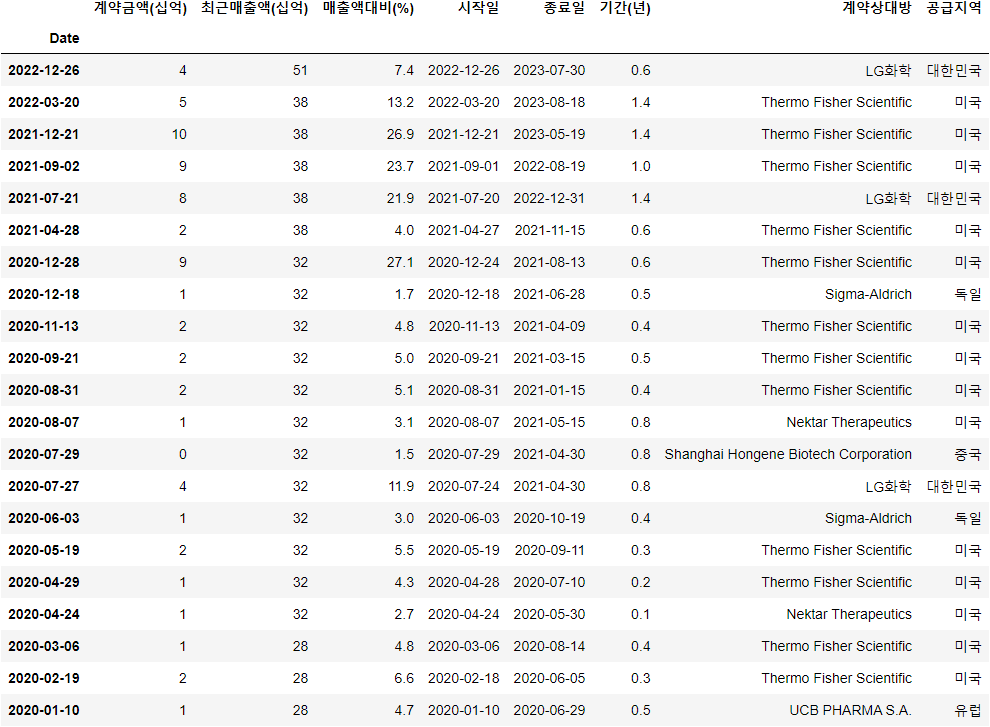 계약금액(십억) 최근매출액(십억) 매출액대비(%) 시작일 종료일 기간(년) 계약상대방 공급지역
Date
2022-12-26 4 51 7.4 2022-12-26 2023-07-30 0.6 LG화학 대한민국
2022-03-20 5 38 13.2 2022-03-20 2023-08-18 1.4 Thermo Fisher Scientific 미국
2021-12-21 10 38 26.9 2021-12-21 2023-05-19 1.4 Thermo Fisher Scientific 미국
2021-09-02 9 38 23.7 2021-09-01 2022-08-19 1.0 Thermo Fisher Scientific 미국
2021-07-21 8 38 21.9 2021-07-20 2022-12-31 1.4 LG화학 대한민국
2021-04-28 2 38 4.0 2021-04-27 2021-11-15 0.6 Thermo Fisher Scientific 미국
2020-12-28 9 32 27.1 2020-12-24 2021-08-13 0.6 Thermo Fisher Scientific 미국
2020-12-18 1 32 1.7 2020-12-18 2021-06-28 0.5 Sigma-Aldrich 독일
2020-11-13 2 32 4.8 2020-11-13 2021-04-09 0.4 Thermo Fisher Scientific 미국
2020-09-21 2 32 5.0 2020-09-21 2021-03-15 0.5 Thermo Fisher Scientific 미국
2020-08-31 2 32 5.1 2020-08-31 2021-01-15 0.4 Thermo Fisher Scientific 미국
2020-08-07 1 32 3.1 2020-08-07 2021-05-15 0.8 Nektar Therapeutics 미국
2020-07-29 0 32 1.5 2020-07-29 2021-04-30 0.8 Shanghai Hongene Biotech Corporation 중국
2020-07-27 4 32 11.9 2020-07-24 2021-04-30 0.8 LG화학 대한민국
2020-06-03 1 32 3.0 2020-06-03 2020-10-19 0.4 Sigma-Aldrich 독일
2020-05-19 2 32 5.5 2020-05-19 2020-09-11 0.3 Thermo Fisher Scientific 미국
2020-04-29 1 32 4.3 2020-04-28 2020-07-10 0.2 Thermo Fisher Scientific 미국
2020-04-24 1 32 2.7 2020-04-24 2020-05-30 0.1 Nektar Therapeutics 미국
2020-03-06 1 28 4.8 2020-03-06 2020-08-14 0.4 Thermo Fisher Scientific 미국
2020-02-19 2 28 6.6 2020-02-18 2020-06-05 0.3 Thermo Fisher Scientific 미국
2020-01-10 1 28 4.7 2020-01-10 2020-06-29 0.5 UCB PHARMA S.A. 유럽